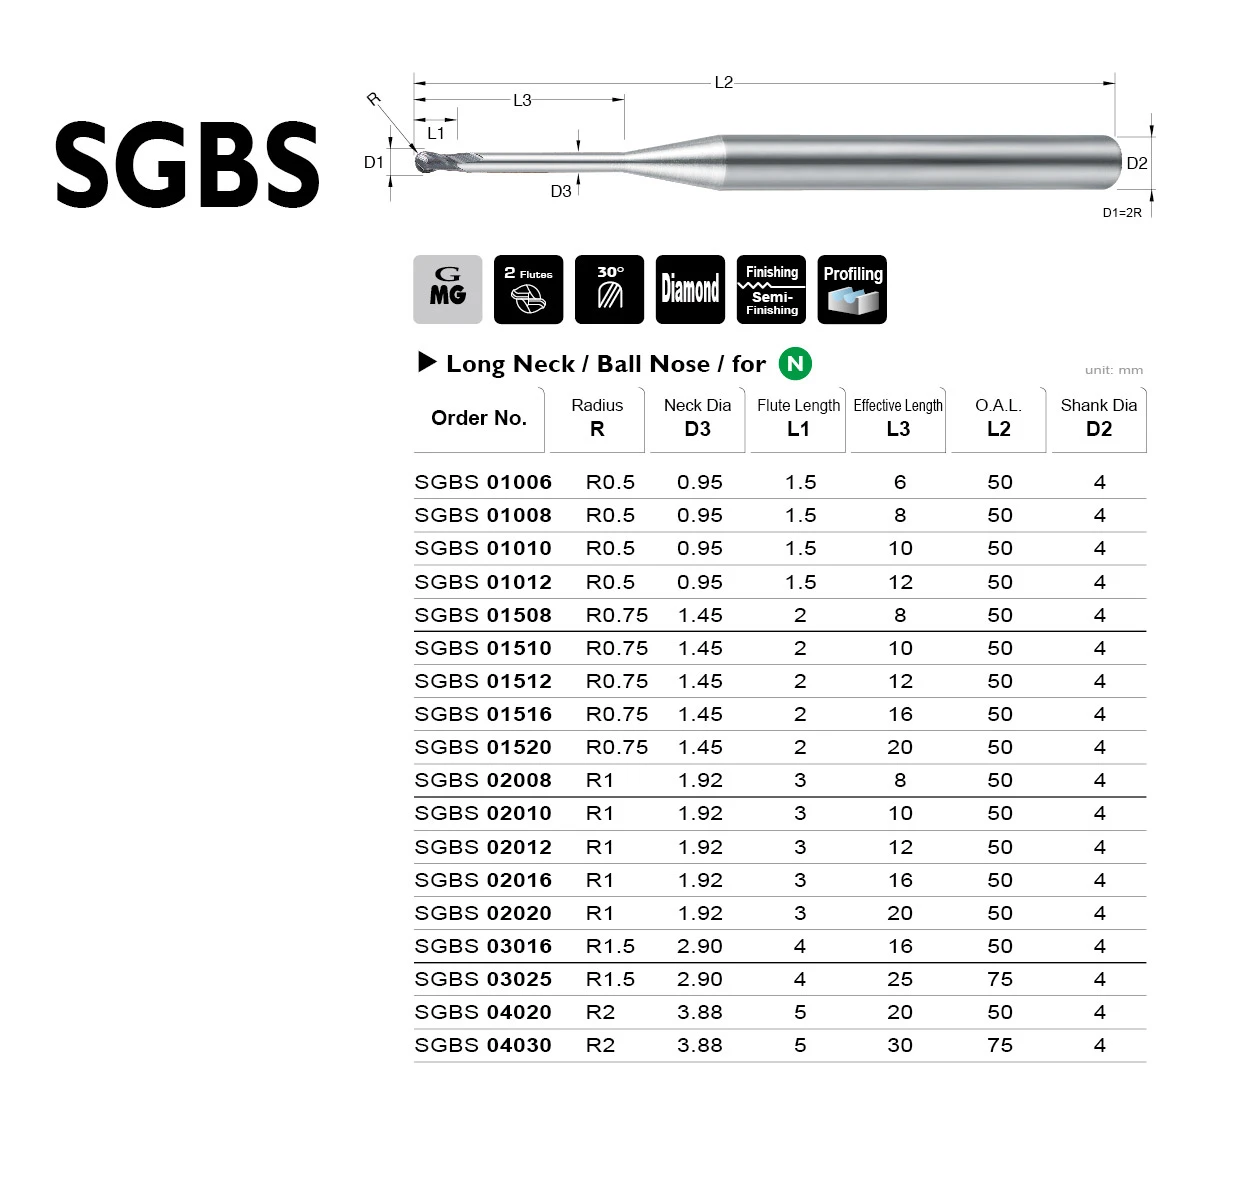 SGBS
L2
L3
R
L1
D1
D2
D3
D1=2R
G
MG
2 Flutes
30°
Diamond
Finishing
Semi-
Finishing
Profiling
Long Neck / Ball Nose / for N
unit: mm
Order No. Radius R Neck Dia D3 Flute Length L1 Effective Length L3 O.A.L. L2 Shank Dia D2
SGBS 01006 R0.5 0.95 1.5 6 50 4
SGBS 01008 R0.5 0.95 1.5 8 50 4
SGBS 01010 R0.5 0.95 1.5 10 50 4
SGBS 01012 R0.5 0.95 1.5 12 50 4
SGBS 01508 R0.75 1.45 2 8 50 4
SGBS 01510 R0.75 1.45 2 10 50 4
SGBS 01512 R0.75 1.45 2 12 50 4
SGBS 01516 R0.75 1.45 2 16 50 4
SGBS 01520 R0.75 1.45 2 20 50 4
SGBS 02008 R1 1.92 3 8 50 4
SGBS 02010 R1 1.92 3 10 50 4
SGBS 02012 R1 1.92 3 12 50 4
SGBS 02016 R1 1.92 3 16 50 4
SGBS 02020 R1 1.92 3 20 50 4
SGBS 03016 R1.5 2.90 4 16 50 4
SGBS 03025 R1.5 2.90 4 25 75 4
SGBS 04020 R2 3.88 5 20 50 4
SGBS 04030 R2 3.88 5 30 75 4